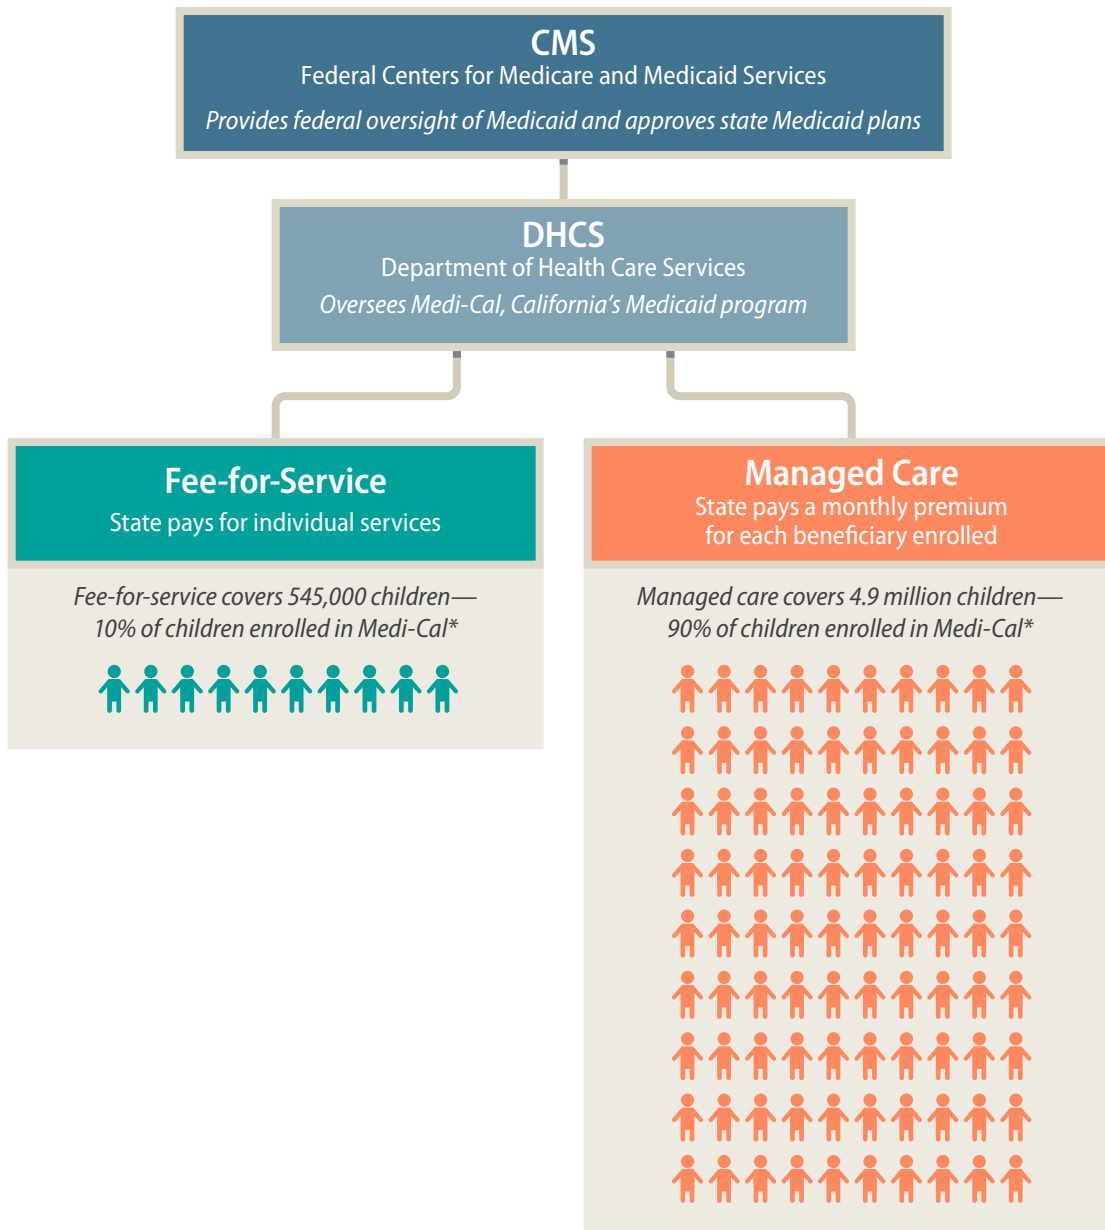 CMS
Federal Centers for Medicare and Medicaid Services
Provides federal oversight of Medicaid and approves state Medicaid plans
DHCS
Department of Health Care Services
Oversees Medi-Cal, California’s Medicaid program
Fee-for-Service
State pays for individual services
Fee-for-service covers 545,000 children—
10% of children enrolled in Medi-Cal*
Managed Care
State pays a monthly premium
for each beneficiary enrolled
Managed care covers 4.9 million children—
90% of children enrolled in Medi-Cal*